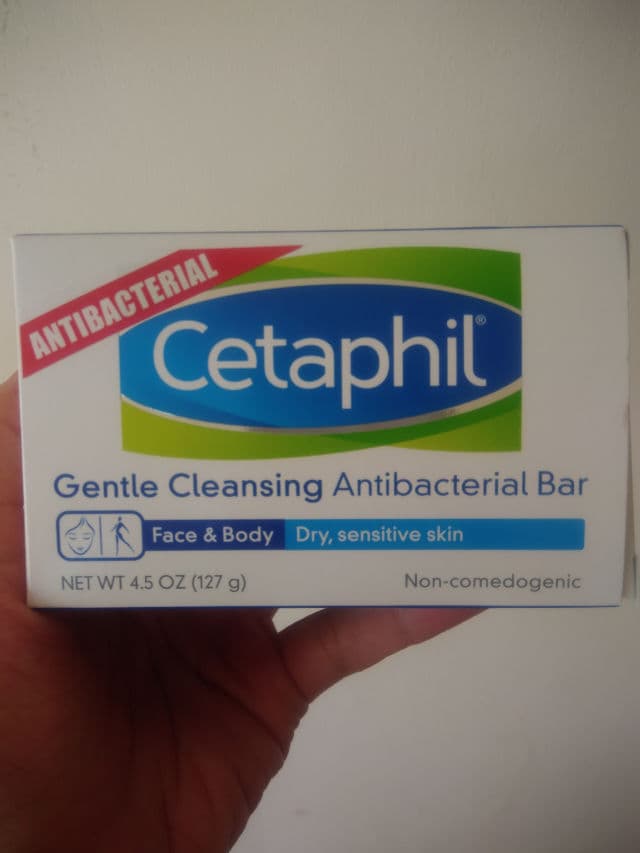 ANTIBACTERIAL
Cetaphil®
Gentle Cleansing Antibacterial Bar
Face & Body Dry, sensitive skin
NET WT 4.5 OZ (127 g) Non-comedogenic